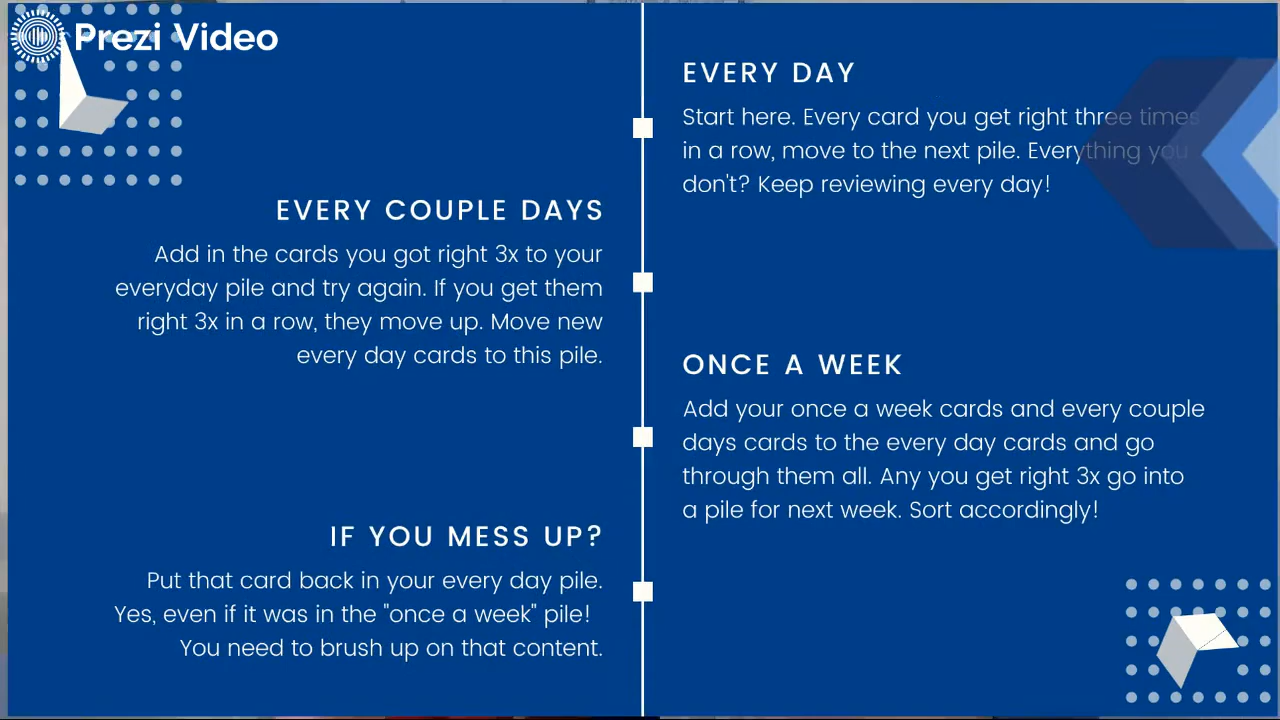 Prezi Video
EVERY DAY
Start here. Every card you get right three times
in a row, move to the next pile. Everything you
don't? Keep reviewing every day!
EVERY COUPLE DAYS
Add in the cards you got right 3x to your
everyday pile and try again. If you get them
right 3x in a row, they move up. Move new
every day cards to this pile.
ONCE A WEEK
Add your once a week cards and every couple
days cards to the every day cards and go
through them all. Any you get right 3x go into
a pile for next week. Sort accordingly!
IF YOU MESS UP?
Put that card back in your every day pile.
Yes, even if it was in the "once a week" pile!
You need to brush up on that content.